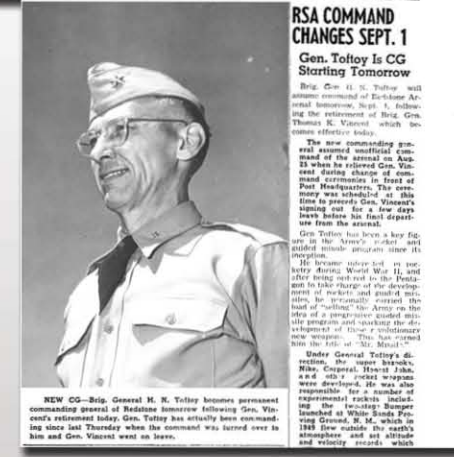 RSA COMMAND
CHANGES SEPT. 1
Gen. Toftoy Is CG
Starting Tomorrow
Brig. Gen H. N. Toftoy will
assume command of Redstone Ar-
senal tomorrow, Sept. 1, follow-
ing the retirement of Brig. Gen.
Thomas K. Vincent which be-
comes effective today.
The new commanding gen-
eral assumed unofficial com-
mand of the arsenal on Aug.
25 when he relieved Gen. Vin-
cent during change of com-
mand ceremonies in front of
Post Headquarters. The cere-
mony was scheduled at this
time to precede Gen. Vincent's
signing out for a few days
leave before his final depart-
ure from the arsenal.
Gen Toftoy has been a key fig-
ure in the Army's rocket and
guided missile program since its
inception.
He became interested in roc-
ketry during World War II, and
after being ordered to the Penta-
gon to take charge of the develop-
ment of rockets and guided mis-
siles, he personally carried the
load of "selling" the Army on the
idea of a progressive guided mis-
sile program and sparking the de-
velopment of these revolutionary
new weapons. This has earned
him the title of "Mr. Missile."
Under General Toftoy's di-
rection, the super bazooka,
Nike, Corporal, Honest John,
and other rocket weapons
were developed. He was also
responsible for a number of
experimental rockets includ-
ing the two-stage Bumper
launched at White Sands Prov-
ing Ground, N. M., which in
1949 flew outside the earth's
atmosphere and set altitude
and velocity records which
NEW CG—Brig. General H. N. Toftoy becomes permanent
commanding general of Redstone tomorrow following Gen. Vin-
cent's retirement today. Gen. Toftoy has actually been command-
ing since last Thursday when the command was turned over to
him and Gen. Vincent went on leave.